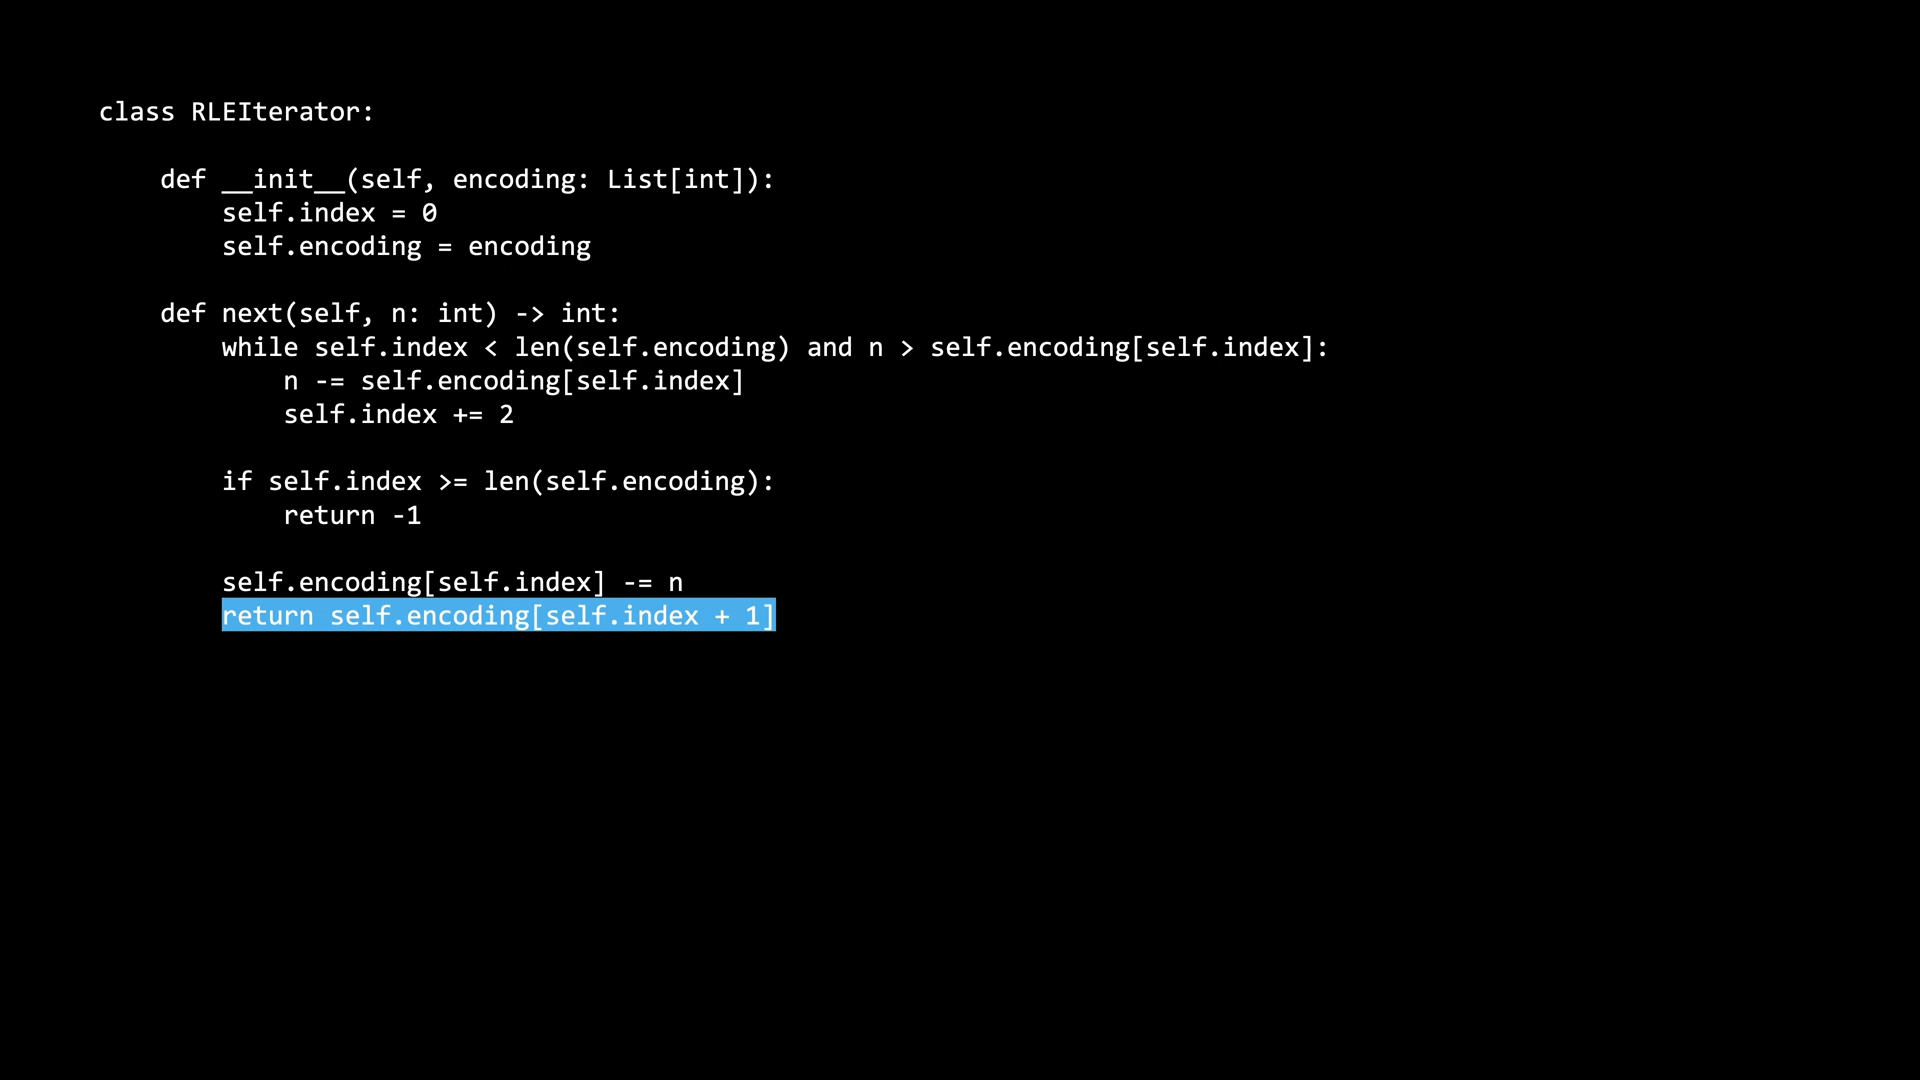 class RLEIterator:
    def __init__(self, encoding: List[int]):
        self.index = 0
        self.encoding = encoding
    def next(self, n: int) -> int:
        while self.index < len(self.encoding) and n > self.encoding[self.index]:
            n -= self.encoding[self.index]
            self.index += 2
        if self.index >= len(self.encoding):
            return -1
        self.encoding[self.index] -= n
        return self.encoding[self.index + 1]